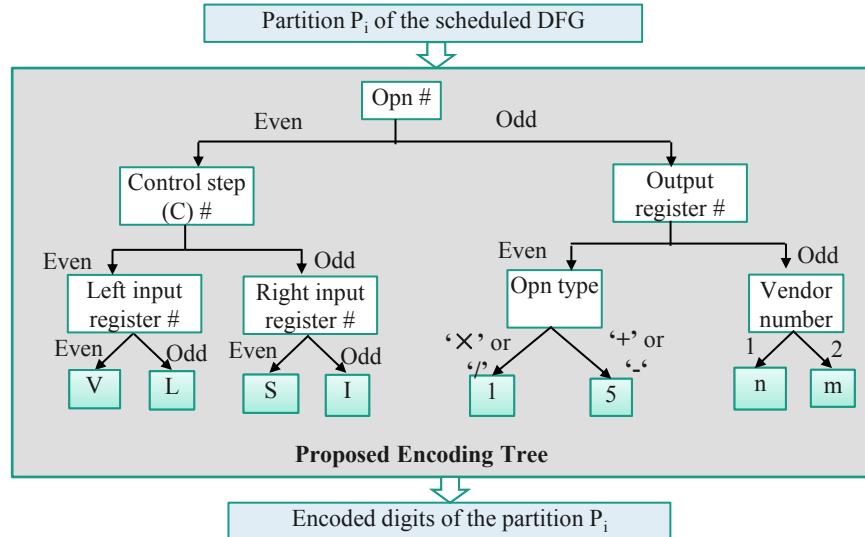 Partition Pi of the scheduled DFG
Opn #
Even
Odd
Control step
(C) #
Output
register #
Even
Odd
Even
Odd
Left input
register #
Right input
register #
Opn type
Vendor
number
Even
Odd
Even
Odd
‘×’ or
‘/’
‘+’ or
‘-‘
1
2
V
L
S
I
1
5
n
m
Proposed Encoding Tree
Encoded digits of the partition Pi